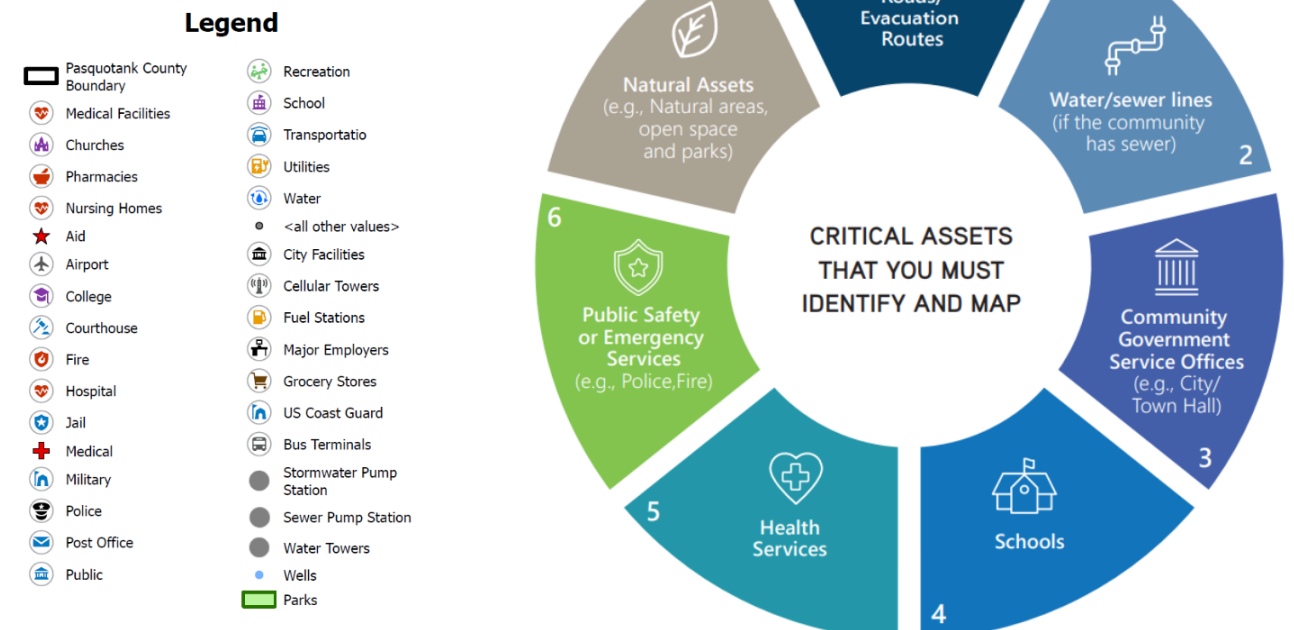 Legend
Pasquotank County
Boundary
Medical Facilities
Churches
Pharmacies
Nursing Homes
Aid
Airport
College
Courthouse
Fire
Hospital
Jail
Medical
Military
Police
Post Office
Public
Recreation
School
Transportatio
Utilities
Water
<all other values>
City Facilities
Cellular Towers
Fuel Stations
Major Employers
Grocery Stores
US Coast Guard
Bus Terminals
Stormwater Pump
Station
Sewer Pump Station
Water Towers
Wells
Parks
Roads/
Evacuation
Routes
Water/sewer lines
(if the community
has sewer)
2
Community
Government
Service Offices
(e.g., City/
Town Hall)
3
Schools
4
5
Health
Services
6
Public Safety
or Emergency
Services
(e.g., Police,Fire)
Natural Assets
(e.g., Natural areas,
open space
and parks)
CRITICAL ASSETS
THAT YOU MUST
IDENTIFY AND MAP